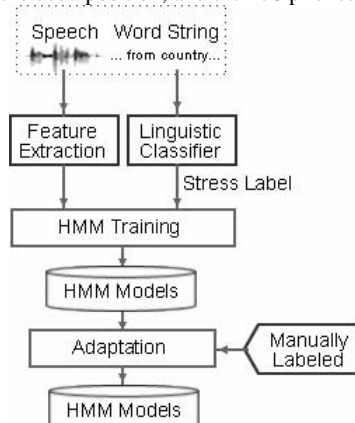 Speech Word String
... from country...
Feature Extraction
Linguistic Classifier
Stress Label
HMM Training
HMM Models
Adaptation
Manually Labeled
HMM Models